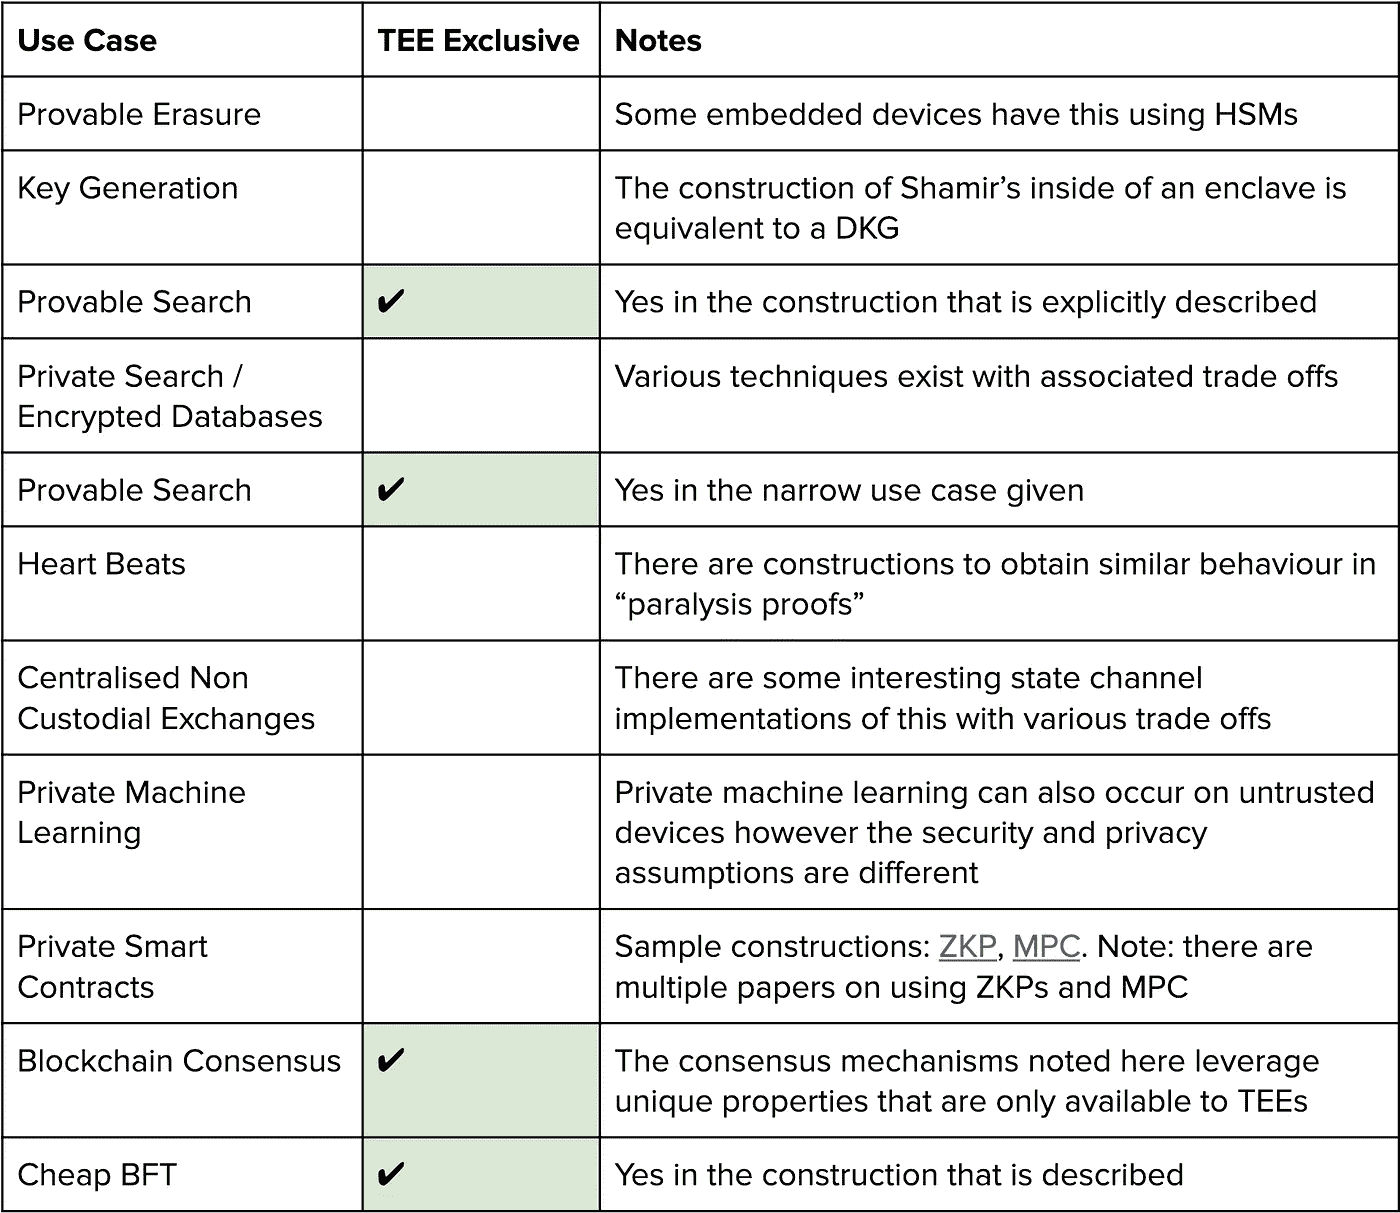 Use Case TEE Exclusive Notes
Provable Erasure Some embedded devices have this using HSMs
Key Generation The construction of Shamir’s inside of an enclave is
equivalent to a DKG
Provable Search ✔ Yes in the construction that is explicitly described
Private Search / Various techniques exist with associated trade offs
Encrypted Databases
Provable Search ✔ Yes in the narrow use case given
Heart Beats There are constructions to obtain similar behaviour in
“paralysis proofs”
Centralised Non There are some interesting state channel
Custodial Exchanges implementations of this with various trade offs
Private Machine Private machine learning can also occur on untrusted
Learning devices however the security and privacy
assumptions are different
Private Smart Sample constructions: ZKP, MPC. Note: there are
Contracts multiple papers on using ZKPs and MPC
Blockchain Consensus ✔ The consensus mechanisms noted here leverage
unique properties that are only available to TEEs
Cheap BFT ✔ Yes in the construction that is described